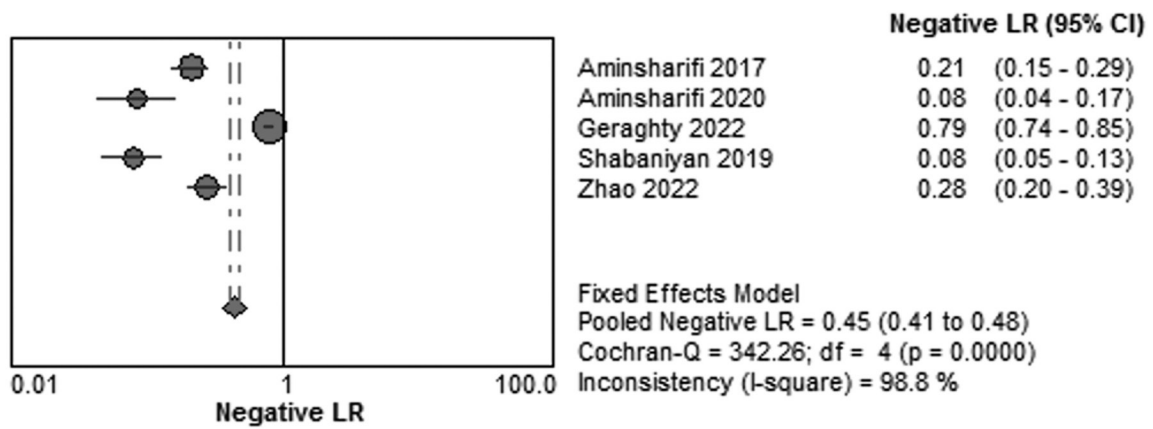 Negative LR (95% CI)
Aminsharifi 2017 0.21 (0.15 - 0.29)
Aminsharifi 2020 0.08 (0.04 - 0.17)
Geraghty 2022 0.79 (0.74 - 0.85)
Shabaniyan 2019 0.08 (0.05 - 0.13)
Zhao 2022 0.28 (0.20 - 0.39)
Fixed Effects Model
Pooled Negative LR = 0.45 (0.41 to 0.48)
Cochran-Q = 342.26; df = 4 (p = 0.0000)
Inconsistency (I-square) = 98.8 %
0.01 1 100.0
Negative LR